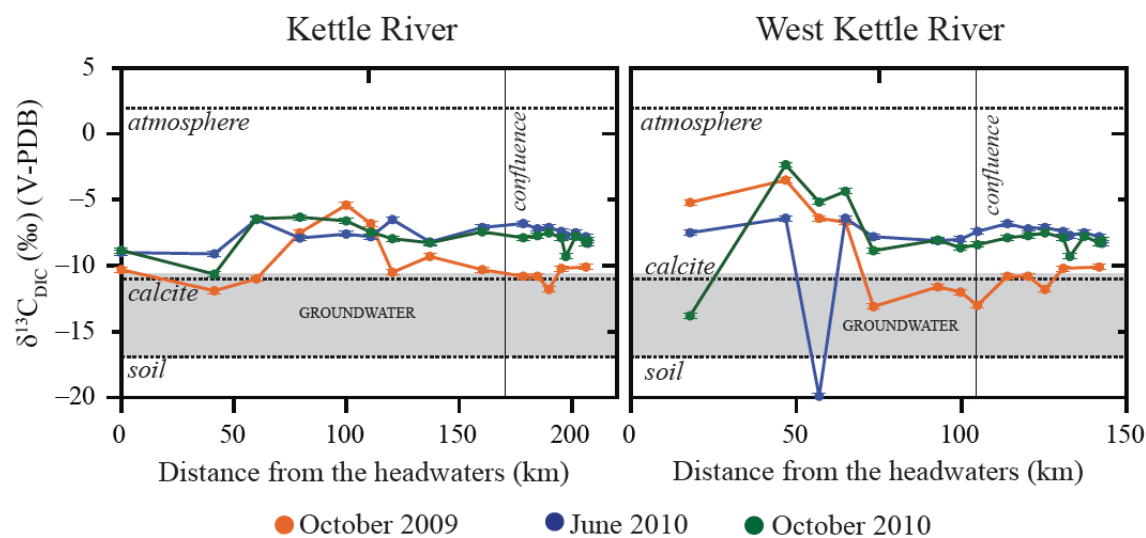 Kettle River
West Kettle River
δ¹³C_DIC (‰) (V-PDB)
5
0
–5
–10
–15
–20
atmosphere
confluence
calcite
GROUNDWATER
soil
0 50 100 150 200
Distance from the headwaters (km)
atmosphere
confluence
calcite
GROUNDWATER
soil
0 50 100 150
Distance from the headwaters (km)
October 2009 June 2010 October 2010